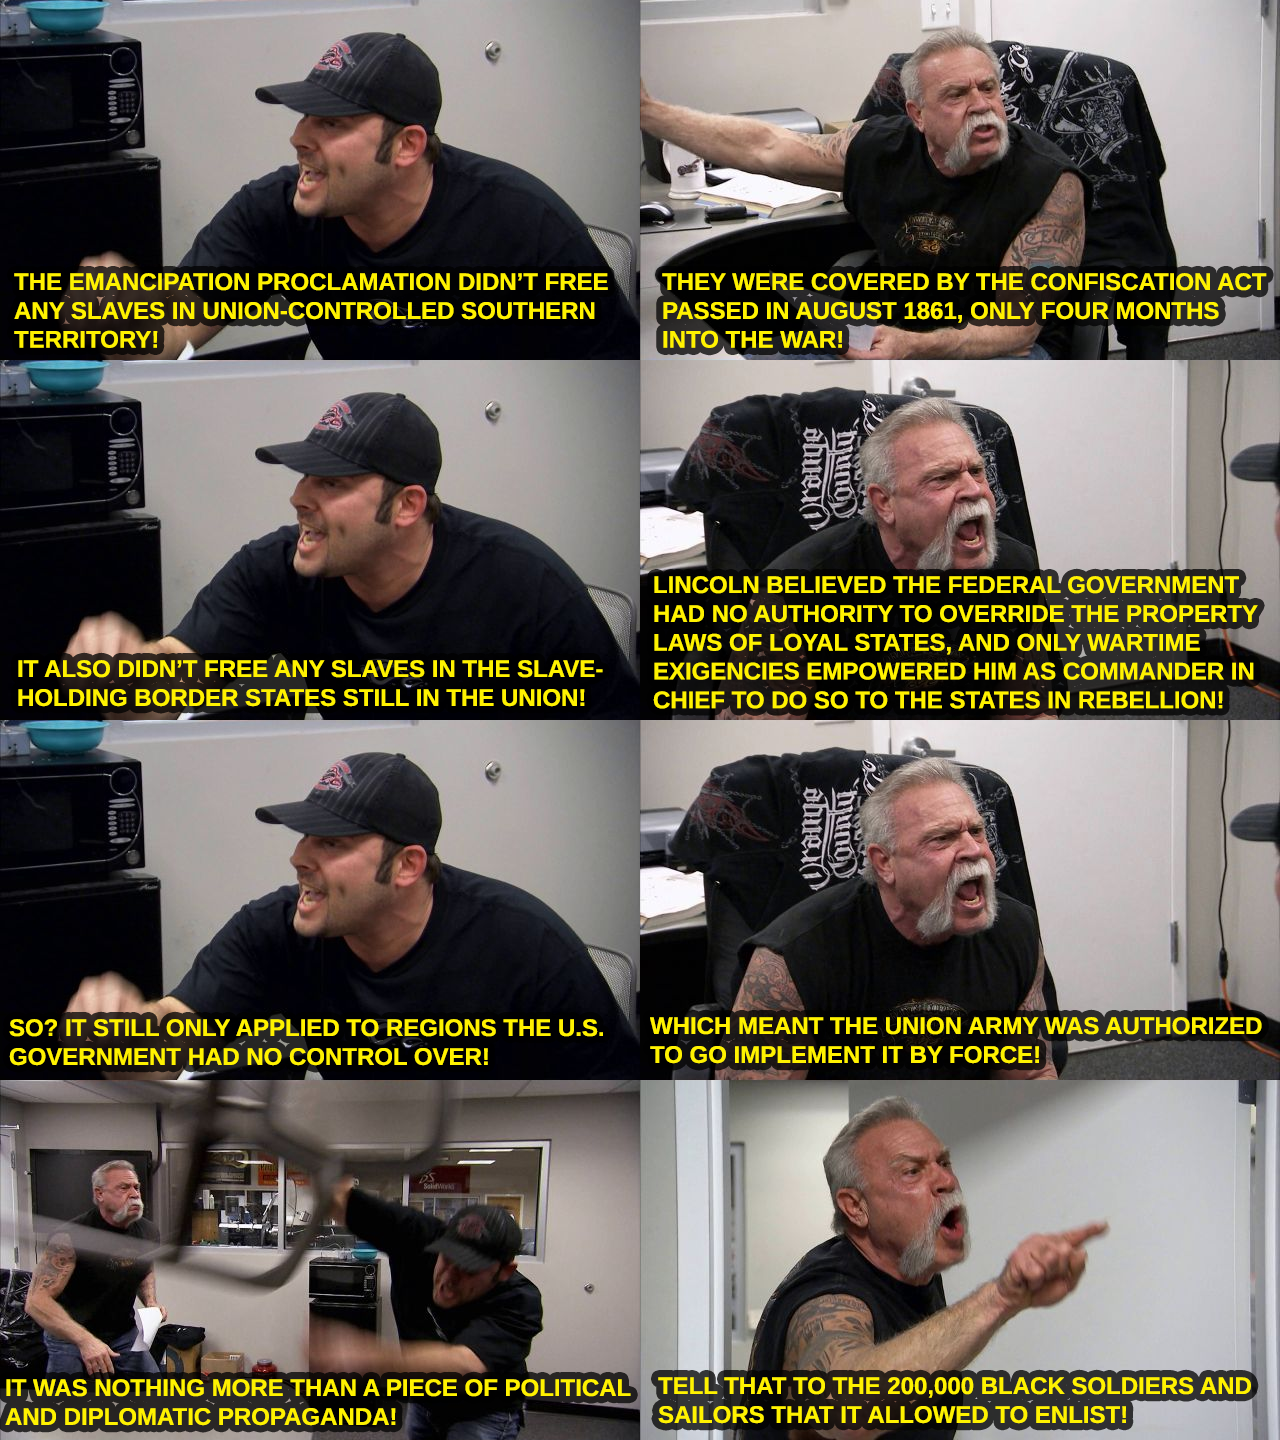 THE EMANCIPATION PROCLAMATION DIDN’T FREE
ANY SLAVES IN UNION-CONTROLLED SOUTHERN
TERRITORY!
THEY WERE COVERED BY THE CONFISCATION ACT
PASSED IN AUGUST 1861, ONLY FOUR MONTHS
INTO THE WAR!
IT ALSO DIDN’T FREE ANY SLAVES IN THE SLAVE-
HOLDING BORDER STATES STILL IN THE UNION!
Orange
County
LINCOLN BELIEVED THE FEDERAL GOVERNMENT
HAD NO AUTHORITY TO OVERRIDE THE PROPERTY
LAWS OF LOYAL STATES, AND ONLY WARTIME
EXIGENCIES EMPOWERED HIM AS COMMANDER IN
CHIEF TO DO SO TO THE STATES IN REBELLION!
SO? IT STILL ONLY APPLIED TO REGIONS THE U.S.
GOVERNMENT HAD NO CONTROL OVER!
Orange
County
WHICH MEANT THE UNION ARMY WAS AUTHORIZED
TO GO IMPLEMENT IT BY FORCE!
SolidWorks
IT WAS NOTHING MORE THAN A PIECE OF POLITICAL
AND DIPLOMATIC PROPAGANDA!
TELL THAT TO THE 200,000 BLACK SOLDIERS AND
SAILORS THAT IT ALLOWED TO ENLIST!